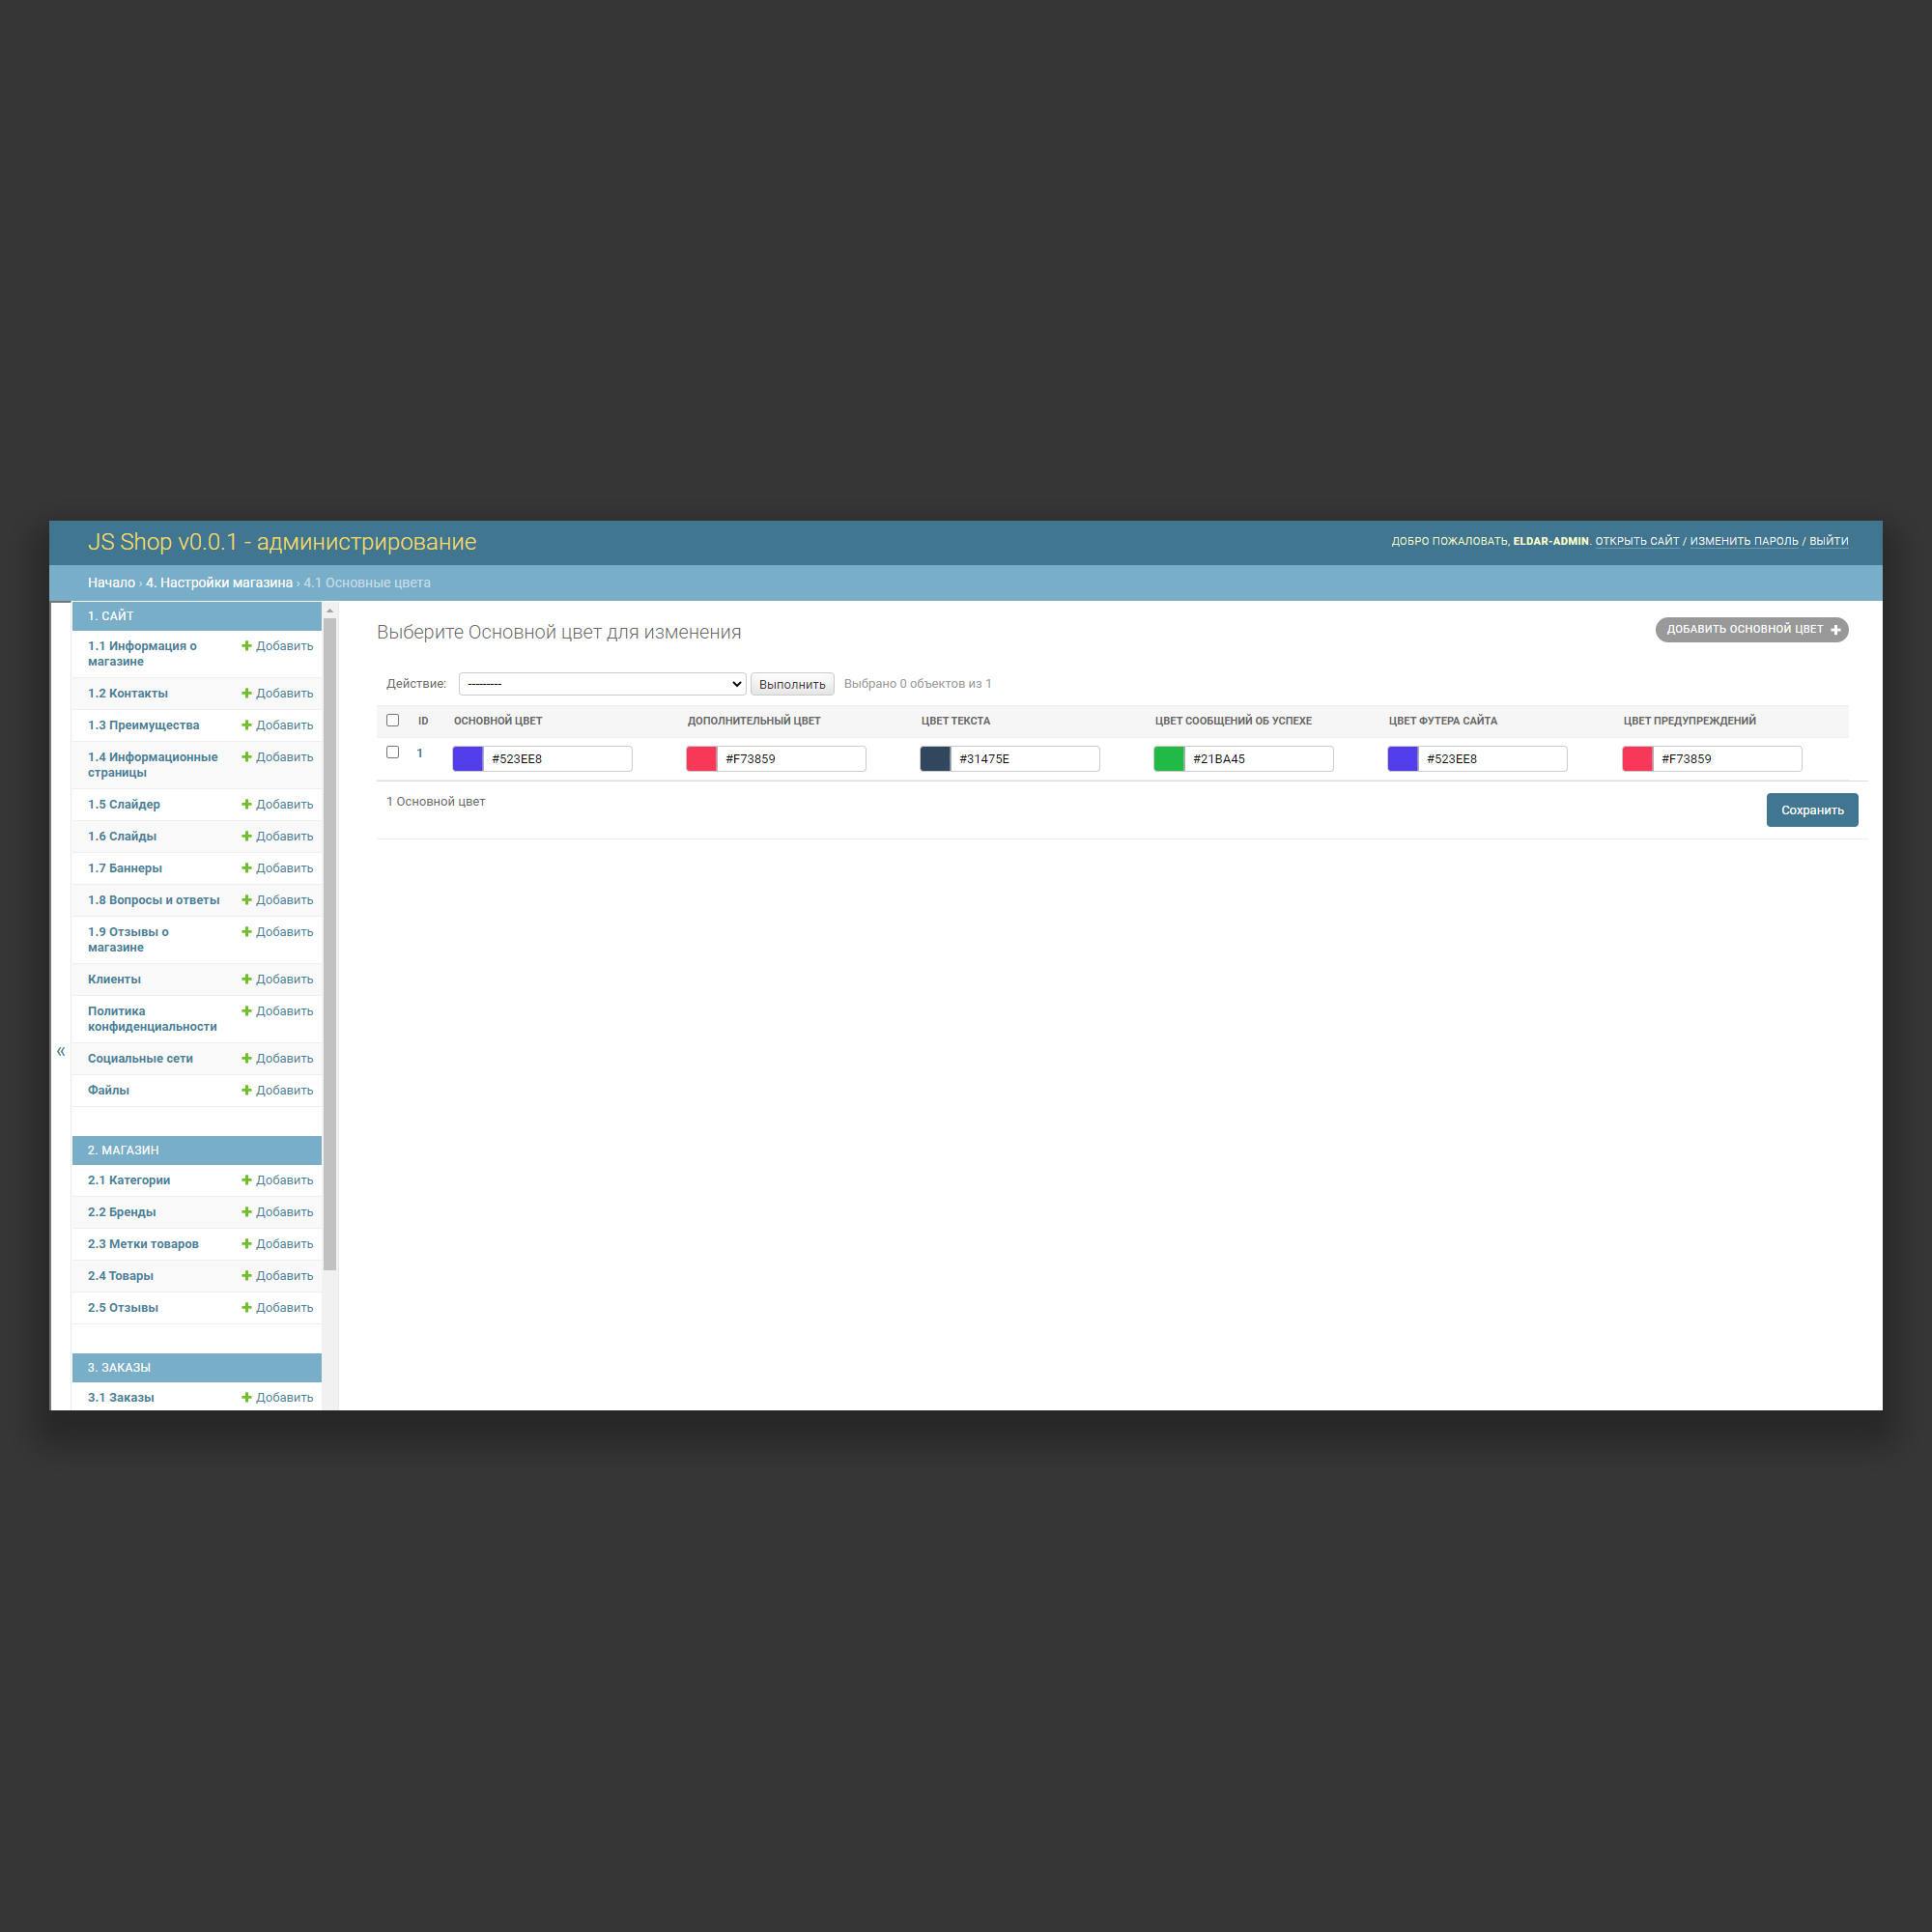 JS Shop v0.0.1 - администрирование
ДОБРО ПОЖАЛОВАТЬ, ELDAR-ADMIN. ОТКРЫТЬ САЙТ / ИЗМЕНИТЬ ПАРОЛЬ / ВЫЙТИ
Начало › 4. Настройки магазина › 4.1 Основные цвета
«
1. САЙТ
1.1 Информация о
магазине
Добавить
1.2 Контакты Добавить
1.3 Преимущества Добавить
1.4 Информационные
страницы
Добавить
1.5 Слайдер Добавить
1.6 Слайды Добавить
1.7 Баннеры Добавить
1.8 Вопросы и ответы Добавить
1.9 Отзывы о
магазине
Добавить
Клиенты Добавить
Политика
конфиденциальности
Добавить
Социальные сети Добавить
Файлы Добавить
2. МАГАЗИН
2.1 Категории Добавить
2.2 Бренды Добавить
2.3 Метки товаров Добавить
2.4 Товары Добавить
2.5 Отзывы Добавить
3. ЗАКАЗЫ
3.1 Заказы Добавить
Выберите Основной цвет для изменения
ДОБАВИТЬ ОСНОВНОЙ ЦВЕТ
Действие: --------- Выполнить Выбрано 0 объектов из 1
ID ОСНОВНОЙ ЦВЕТ ДОПОЛНИТЕЛЬНЫЙ ЦВЕТ ЦВЕТ ТЕКСТА ЦВЕТ СООБЩЕНИЙ ОБ УСПЕХЕ ЦВЕТ ФУТЕРА САЙТА ЦВЕТ ПРЕДУПРЕЖДЕНИЙ
1 #523EE8 #F73859 #31475E #21BA45 #523EE8 #F73859
1 Основной цвет
Сохранить